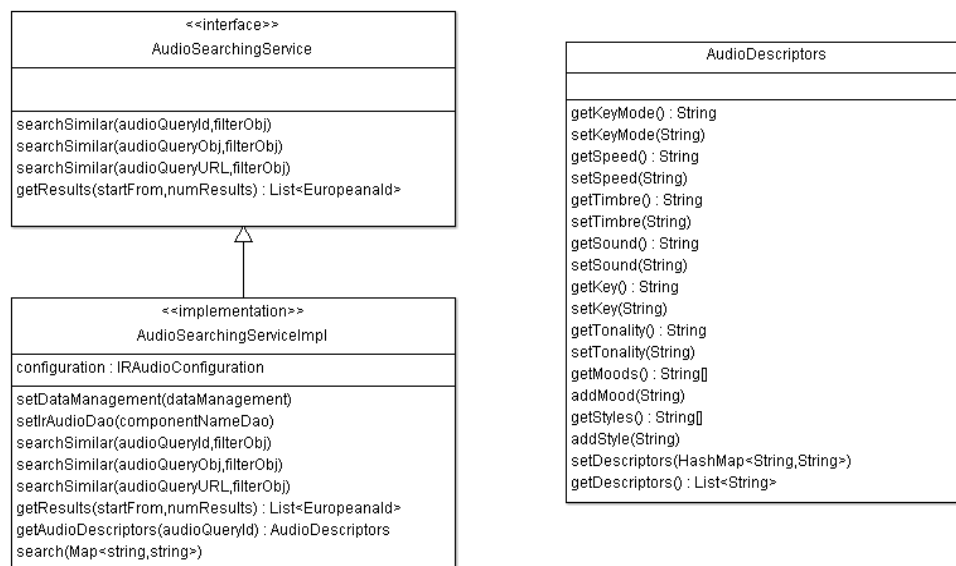 <<interface>>
AudioSearchingService
searchSimilar(audioQueryId,filterObj)
searchSimilar(audioQueryObj,filterObj)
searchSimilar(audioQueryURL,filterObj)
getResults(startFrom,numResults) : List<EuropeanaId>
<<implementation>>
AudioSearchingServiceImpl
configuration : IRAudioConfiguration
setDataManagement(dataManagement)
setIrAudioDao(componentNameDao)
searchSimilar(audioQueryId,filterObj)
searchSimilar(audioQueryObj,filterObj)
searchSimilar(audioQueryURL,filterObj)
getResults(startFrom,numResults) : List<EuropeanaId>
getAudioDescriptors(audioQueryId) : AudioDescriptors
search(Map<string,string>)
AudioDescriptors
getKeyMode() : String
setKeyMode(String)
getSpeed() : String
setSpeed(String)
getTimbre() : String
setTimbre(String)
getSound() : String
setSound(String)
getKey() : String
setKey(String)
getTonality() : String
setTonality(String)
getMoods() : String[]
addMood(String)
getStyles() : String[]
addStyle(String)
setDescriptors(HashMap<String,String>)
getDescriptors() : List<String>